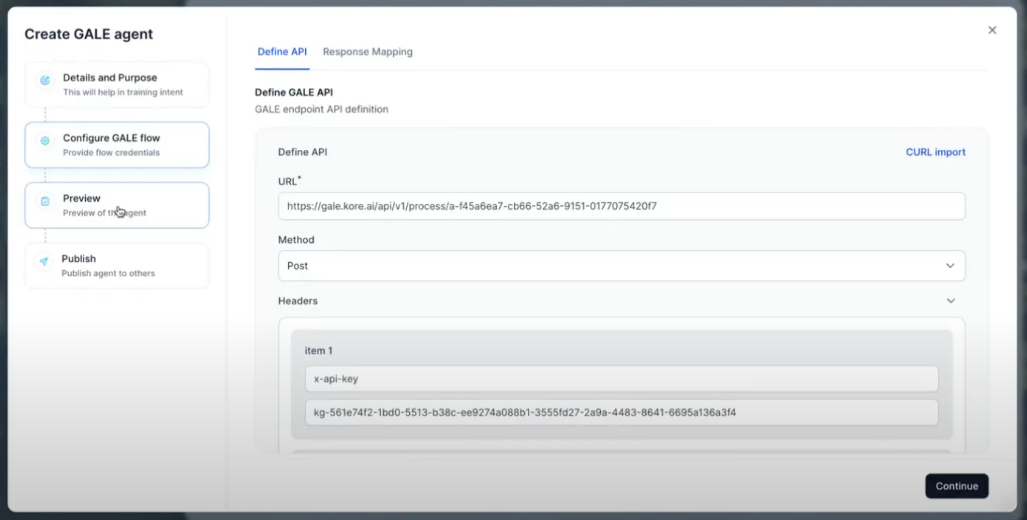 Create GALE agent
Details and Purpose
This will help in training intent
Configure GALE flow
Provide flow credentials
Preview
Preview of agent
Publish
Publish agent to others
Define API
Response Mapping
Define GALE API
GALE endpoint API definition
Define API
CURL import
URL*
https://gale.kore.ai/api/v1/process/a-f45a6ea7-cb66-52a6-9151-0177075420f7
Method
Post
Headers
item 1
x-api-key
kg-561e74f2-1bd0-5513-b38c-ee9274a088b1-3555fd27-2a9a-4483-8641-6695a136a3f4
Continue